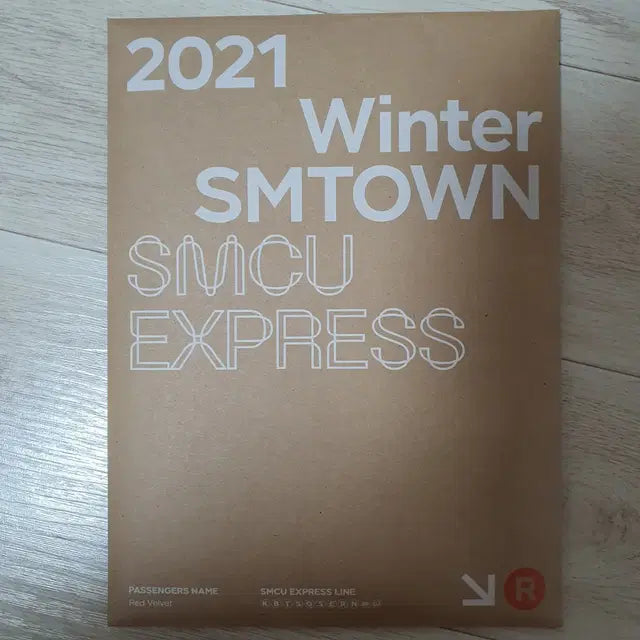 2021
Winter
SMTOWN
SMCU
EXPRESS
PASSENGERS NAME
Red Velvet
SMCU EXPRESS LINE
R